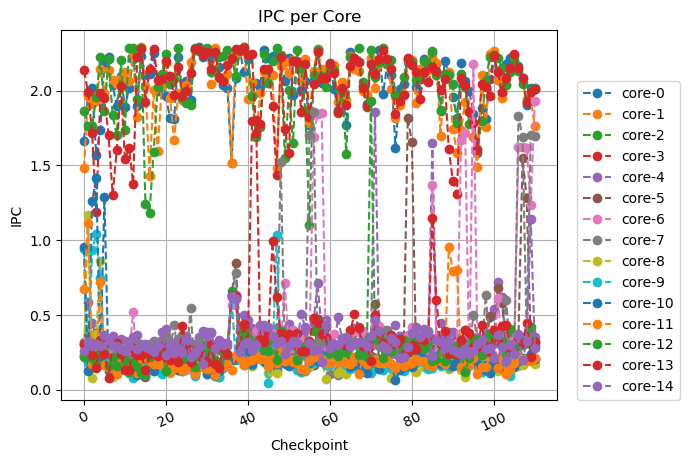 IPC per Core
IPC
2.0
1.5
1.0
0.5
0.0
0
20
40
60
80
100
Checkpoint
core-0
core-1
core-2
core-3
core-4
core-5
core-6
core-7
core-8
core-9
core-10
core-11
core-12
core-13
core-14